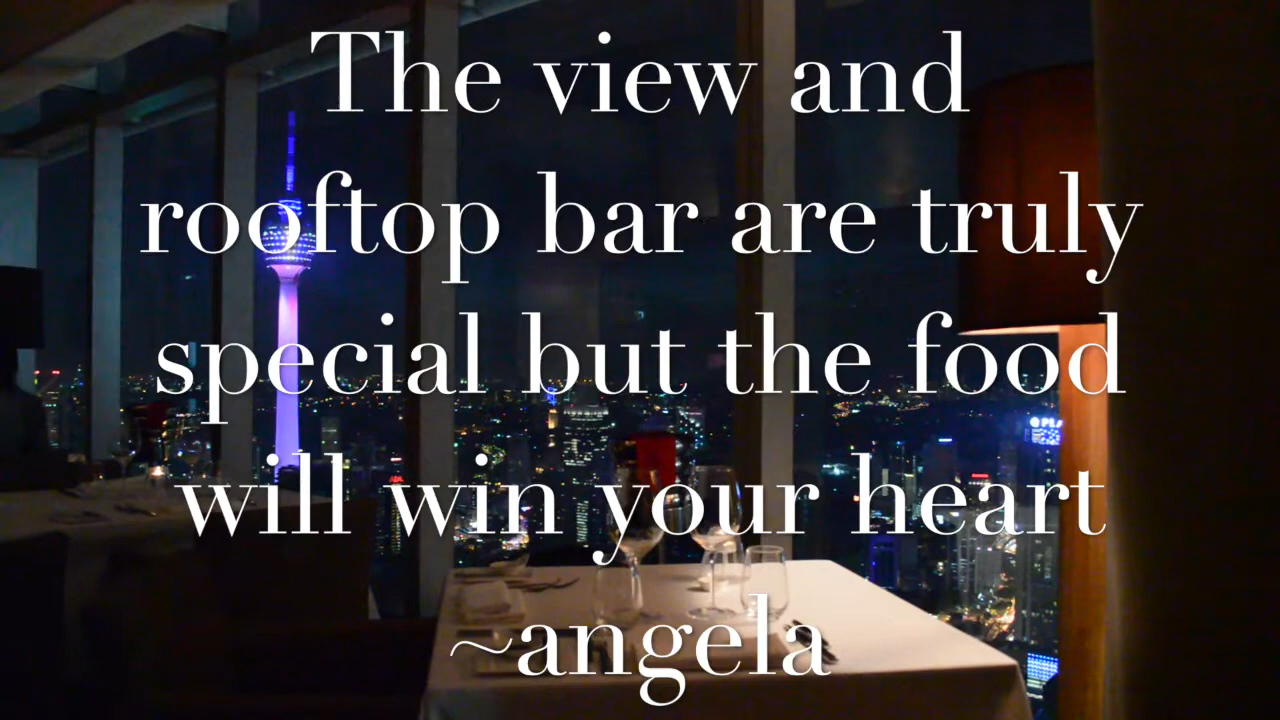 The view and
rooftop bar are truly
special but the food
will win your heart
~angela